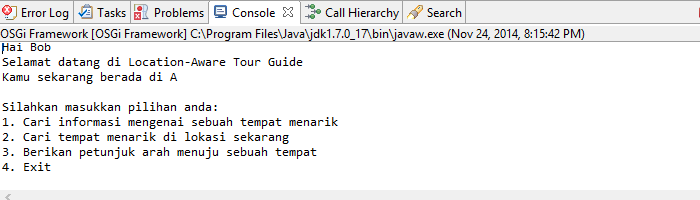 Error Log Tasks Problems Console Call Hierarchy Search
OSGi Framework [OSGi Framework] C:\Program Files\Java\jdk1.7.0_17\bin\javaw.exe (Nov 24, 2014, 8:15:42 PM)
Hai Bob
Selamat datang di Location-Aware Tour Guide
Kamu sekarang berada di A
Silahkan masukkan pilihan anda:
1. Cari informasi mengenai sebuah tempat menarik
2. Cari tempat menarik di lokasi sekarang
3. Berikan petunjuk arah menuju sebuah tempat
4. Exit